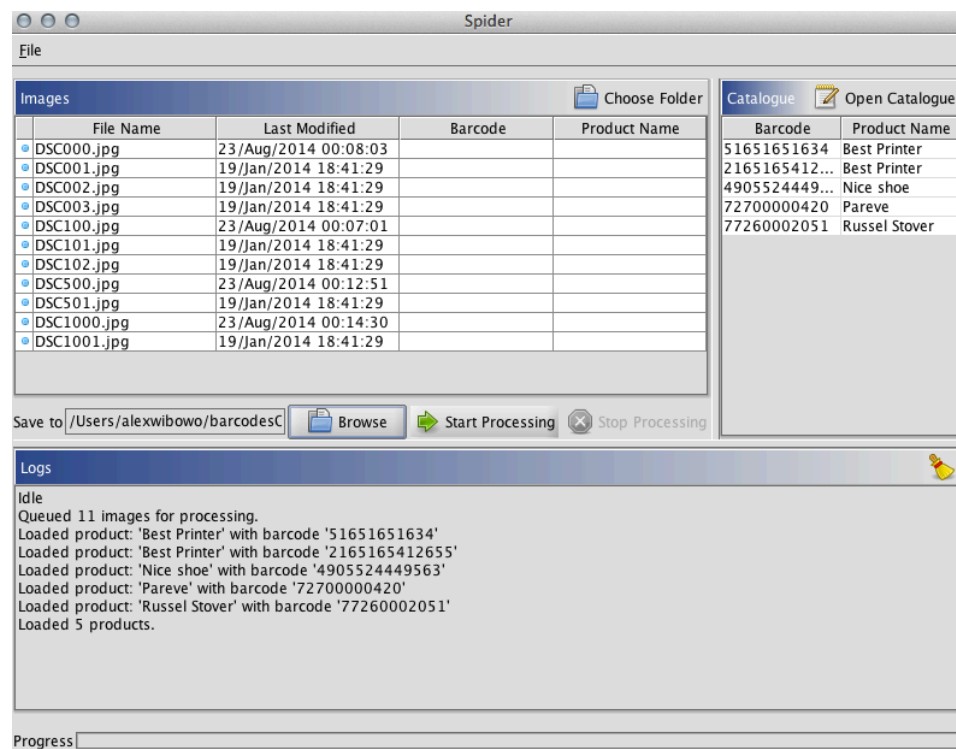 Spider
File
Images
Choose Folder
Catalogue
Open Catalogue
File Name Last Modified Barcode Product Name
DSC000.jpg 23/Aug/2014 00:08:03
DSC001.jpg 19/Jan/2014 18:41:29
DSC002.jpg 19/Jan/2014 18:41:29
DSC003.jpg 19/Jan/2014 18:41:29
DSC100.jpg 23/Aug/2014 00:07:01
DSC101.jpg 19/Jan/2014 18:41:29
DSC102.jpg 19/Jan/2014 18:41:29
DSC500.jpg 23/Aug/2014 00:12:51
DSC501.jpg 19/Jan/2014 18:41:29
DSC1000.jpg 23/Aug/2014 00:14:30
DSC1001.jpg 19/Jan/2014 18:41:29
Barcode Product Name
51651651634 Best Printer
2165165412... Best Printer
4905524449... Nice shoe
72700000420 Pareve
77260002051 Russel Stover
Save to /Users/alexwibowo/barcodesC Browse Start Processing Stop Processing
Logs
Idle
Queued 11 images for processing.
Loaded product: 'Best Printer' with barcode '51651651634'
Loaded product: 'Best Printer' with barcode '2165165412655'
Loaded product: 'Nice shoe' with barcode '4905524449563'
Loaded product: 'Pareve' with barcode '72700000420'
Loaded product: 'Russel Stover' with barcode '77260002051'
Loaded 5 products.
Progress